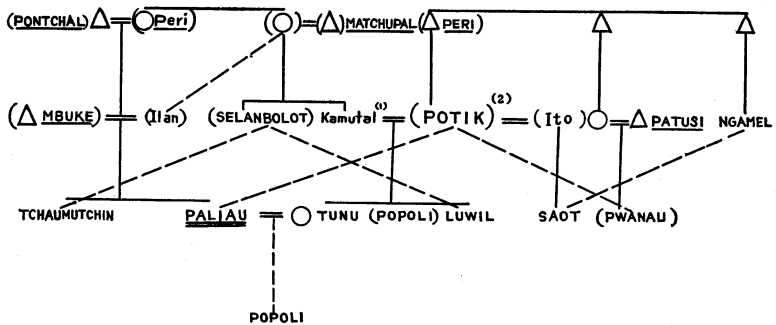 (PONTCHAL) (Peri) ( ) ( ) MATCHUPAL ( PERI)
( MBUKE) (Ilan) (SELANBOLOT) Kamutal (1) (POTIK) (2) (Ito) PATUSI NGAMEL
TCHAUMUTCHIN PALIAU TUNU (POPOLI) LUWIL SAOT (PWANAU)
POPOLI